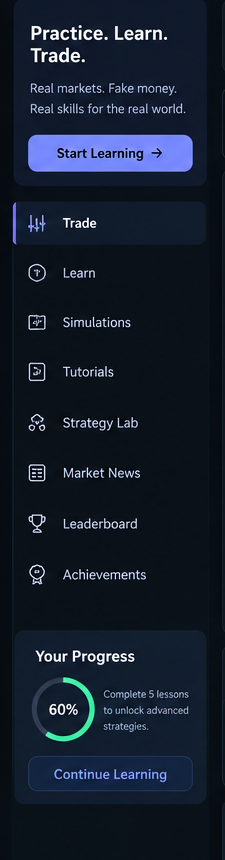 Practice. Learn.
Trade.
Real markets. Fake money.
Real skills for the real world.
Start Learning →
Trade
Learn
Simulations
Tutorials
Strategy Lab
Market News
Leaderboard
Achievements
Your Progress
60%
Complete 5 lessons
to unlock advanced
strategies.
Continue Learning